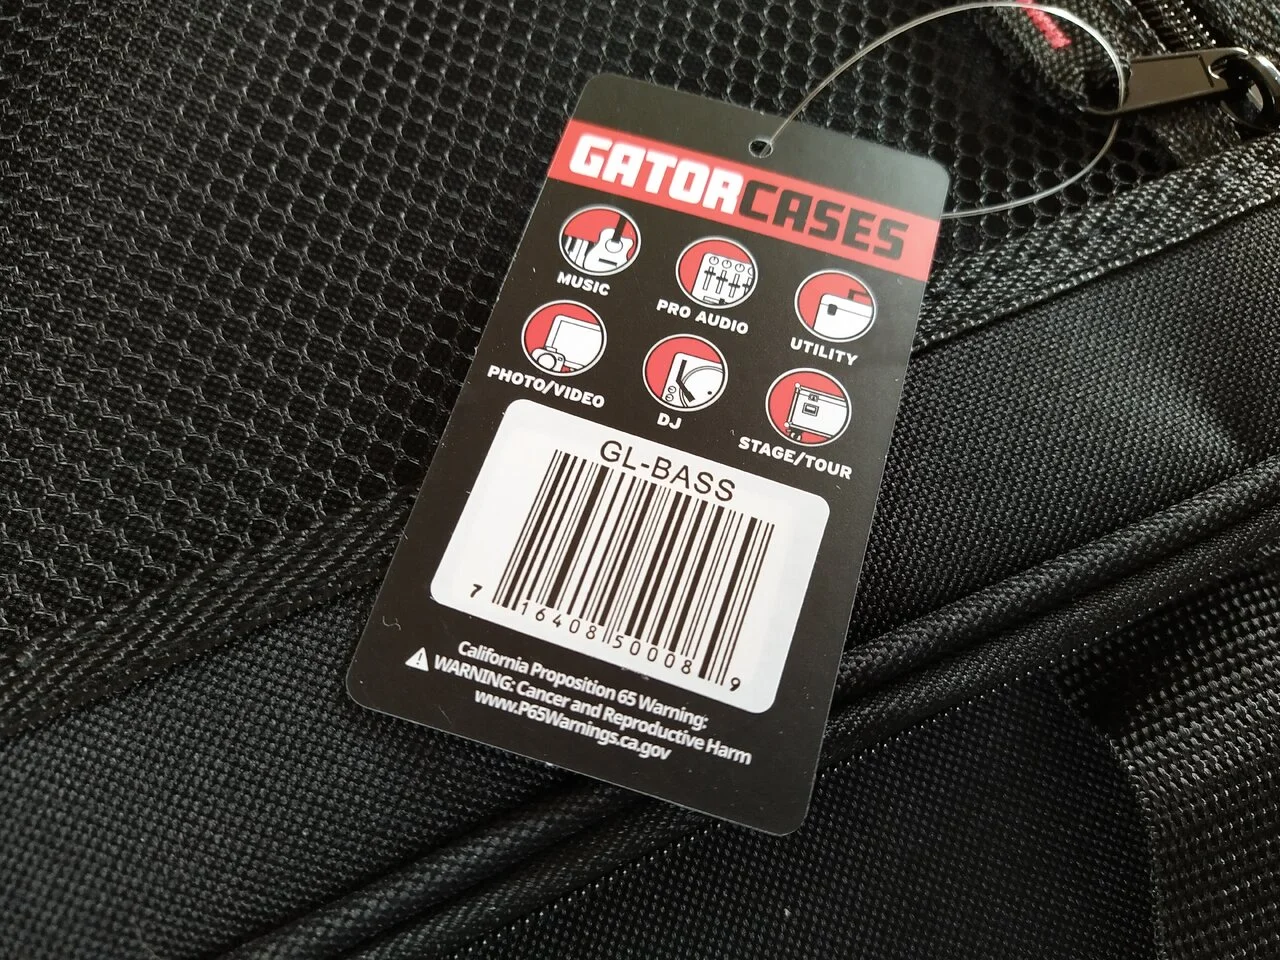 GATORCASES
MUSIC
PRO AUDIO
UTILITY
PHOTO/VIDEO
DJ
STAGE/TOUR
GL-BASS
7 16408 50008 9
California Proposition 65 Warning:
WARNING: Cancer and Reproductive Harm
www.P65Warnings.ca.gov